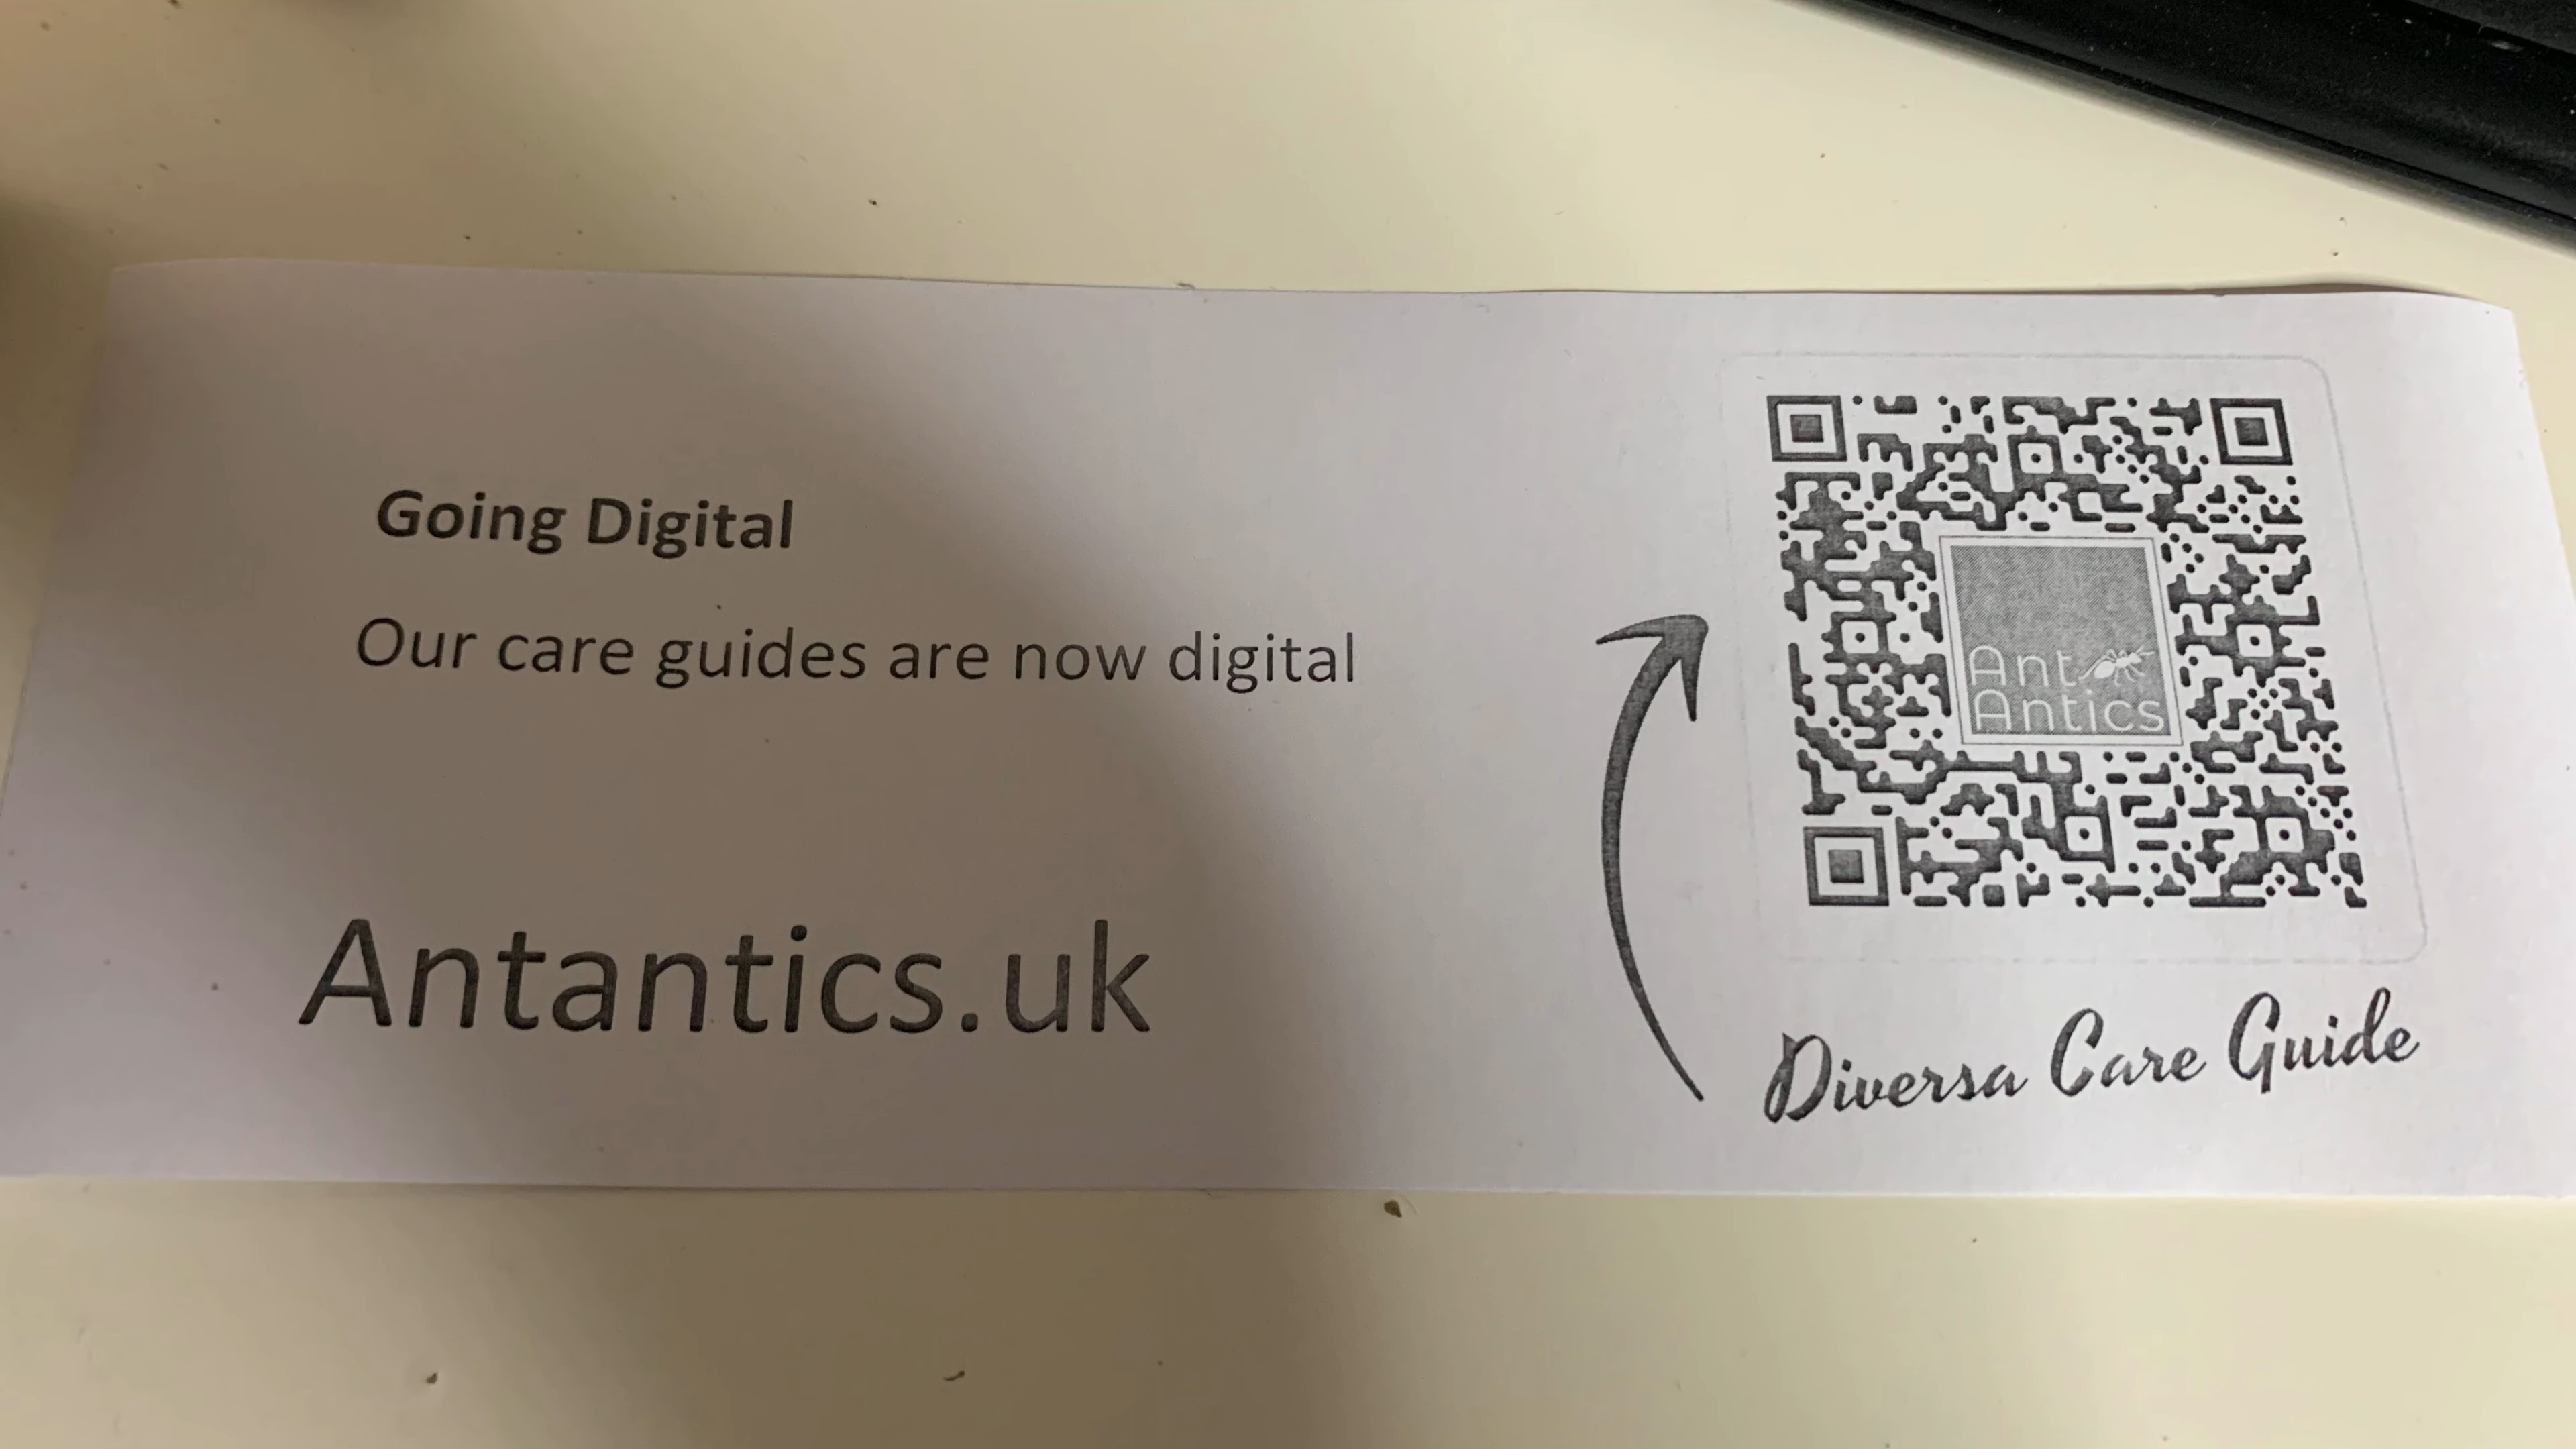 Going Digital
Our care guides are now digital
Antantics.uk
Ant
Antics
Diversa Care Guide